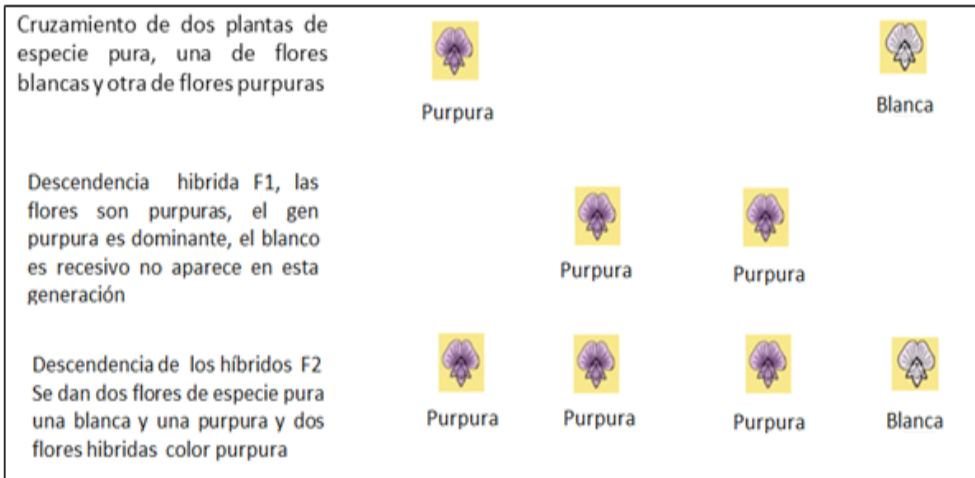 Cruzamiento de dos plantas de
especie pura, una de flores
blancas y otra de flores purpuras
Purpura
Blanca
Descendencia hibrida F1, las
flores son purpuras, el gen
purpura es dominante, el blanco
es recesivo no aparece en esta
generación
Purpura
Purpura
Descendencia de los híbridos F2
Se dan dos flores de especie pura
una blanca y una purpura y dos
flores hibridas color purpura
Purpura
Purpura
Purpura
Blanca